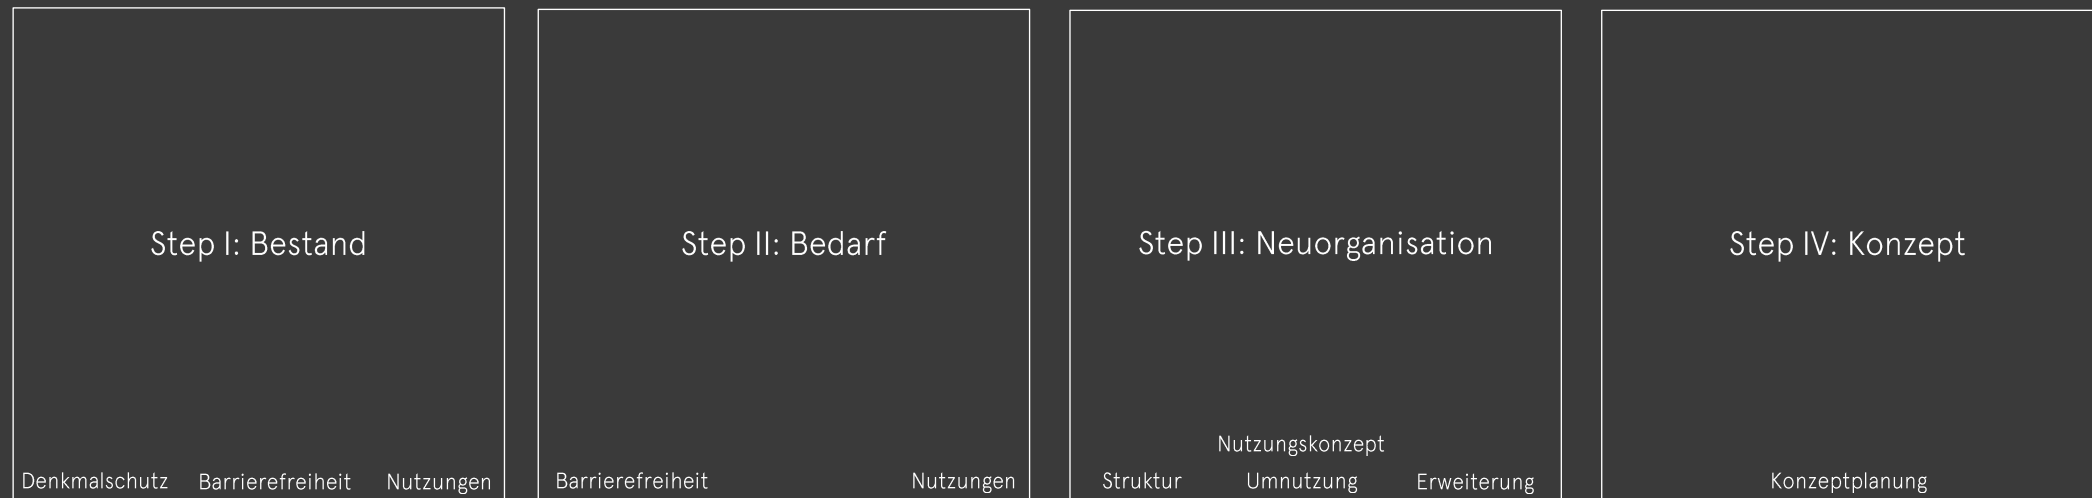 Step I: Bestand
Denkmalschutz Barrierefreiheit Nutzungen
Step II: Bedarf
Barrierefreiheit Nutzungen
Step III: Neuorganisation
Nutzungskonzept
Struktur Umnutzung Erweiterung
Step IV: Konzept
Konzeptplanung